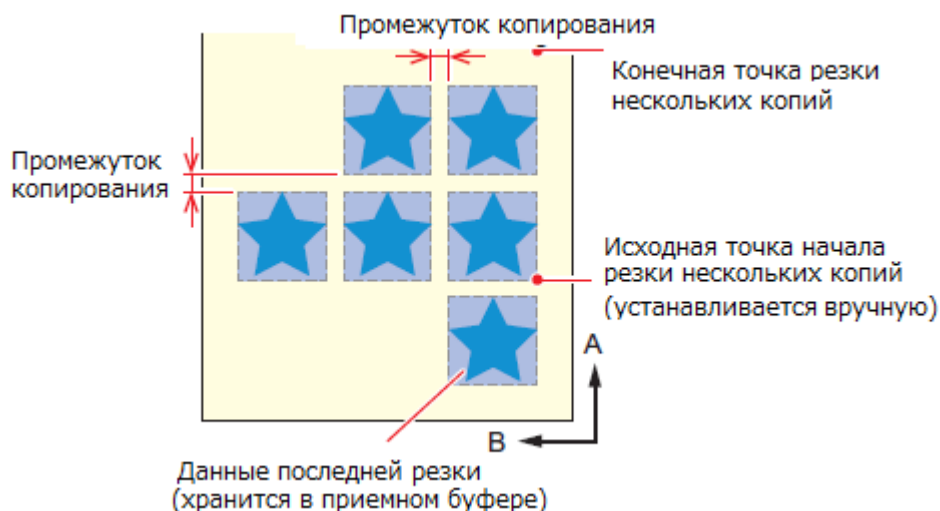 Промежуток копирования
Конечная точка резки
нескольких копий
Промежуток
копирования
Исходная точка начала
резки нескольких копий
(устанавливается вручную)
A
B
Данные последней резки
(хранится в приемном буфере)